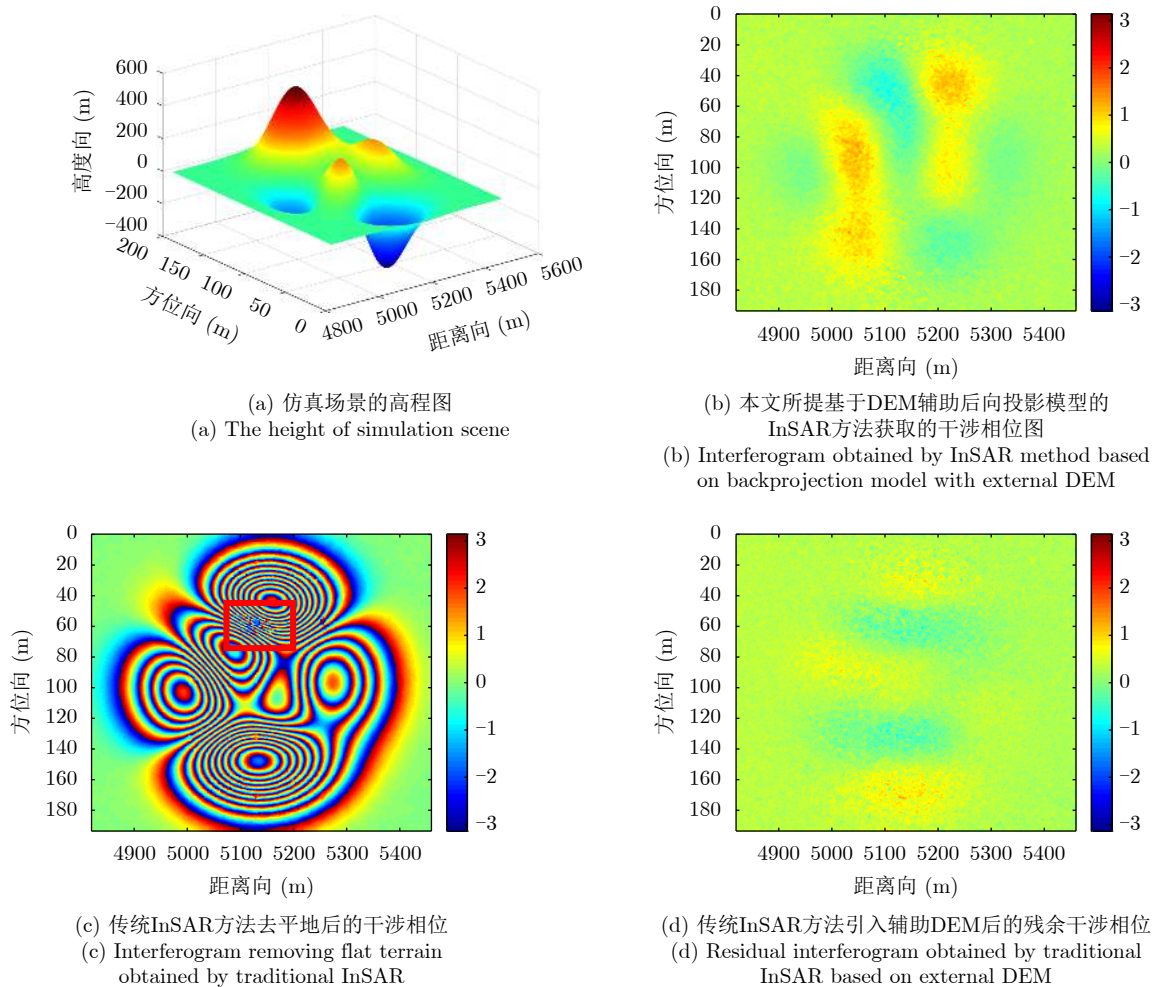 600
400
200
0
−200
−400
高度向 (m)
200
150
100
50
0
方位向 (m)
4800
5000
5200
5400
5600
距离向 (m)
(a) 仿真场景的高程图
(a) The height of simulation scene
0
20
40
60
80
100
120
140
160
180
方位向 (m)
4900 5000 5100 5200 5300 5400
距离向 (m)
3
2
1
0
−1
−2
−3
(b) 本文所提基于DEM辅助后向投影模型的
InSAR方法获取的干涉相位图
(b) Interferogram obtained by InSAR method based
on backprojection model with external DEM
0
20
40
60
80
100
120
140
160
180
方位向 (m)
4900 5000 5100 5200 5300 5400
距离向 (m)
3
2
1
0
−1
−2
−3
(c) 传统InSAR方法去平地后的干涉相位
(c) Interferogram removing flat terrain
obtained by traditional InSAR
0
20
40
60
80
100
120
140
160
180
方位向 (m)
4900 5000 5100 5200 5300 5400
距离向 (m)
3
2
1
0
−1
−2
−3
(d) 传统InSAR方法引入辅助DEM后的残余干涉相位
(d) Residual interferogram obtained by traditional
InSAR based on external DEM